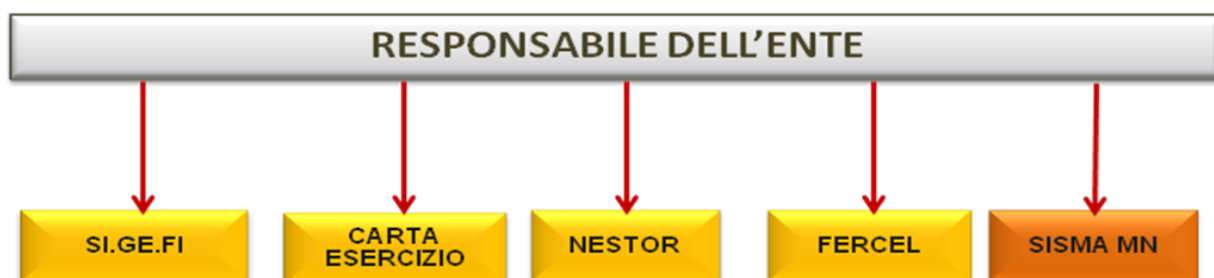 RESPONSABILE DELL’ENTE
SI.GE.FI
CARTA
ESERCIZIO
NESTOR
FERCEL
SISMA MN